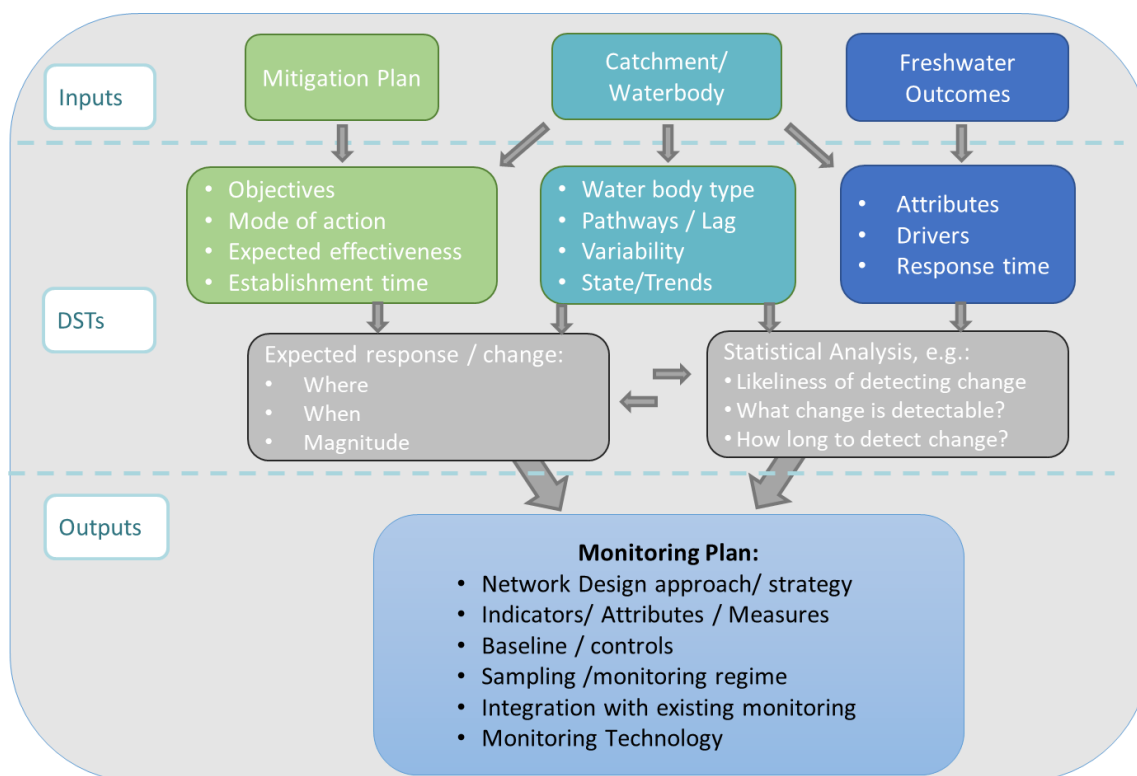 Inputs
Mitigation Plan
Catchment/
Waterbody
Freshwater
Outcomes
DSTs
• Objectives
• Mode of action
• Expected effectiveness
• Establishment time
• Water body type
• Pathways / Lag
• Variability
• State/Trends
• Attributes
• Drivers
• Response time
Expected response / change:
• Where
• When
• Magnitude
Statistical Analysis, e.g.:
• Likeliness of detecting change
• What change is detectable?
• How long to detect change?
Outputs
Monitoring Plan:
• Network Design approach/ strategy
• Indicators/ Attributes / Measures
• Baseline / controls
• Sampling /monitoring regime
• Integration with existing monitoring
• Monitoring Technology